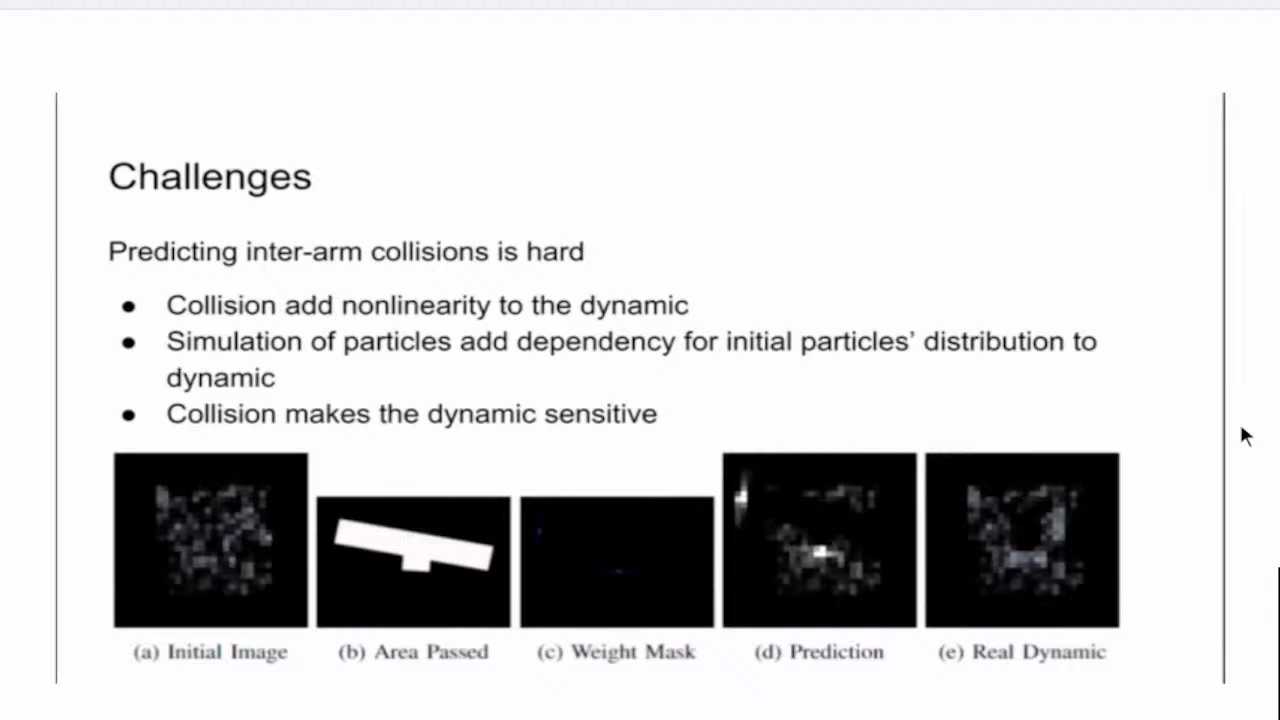 Challenges
Predicting inter-arm collisions is hard
● Collision add nonlinearity to the dynamic
● Simulation of particles add dependency for initial particles’ distribution to
dynamic
● Collision makes the dynamic sensitive
(a) Initial Image
(b) Area Passed
(c) Weight Mask
(d) Prediction
(e) Real Dynamic